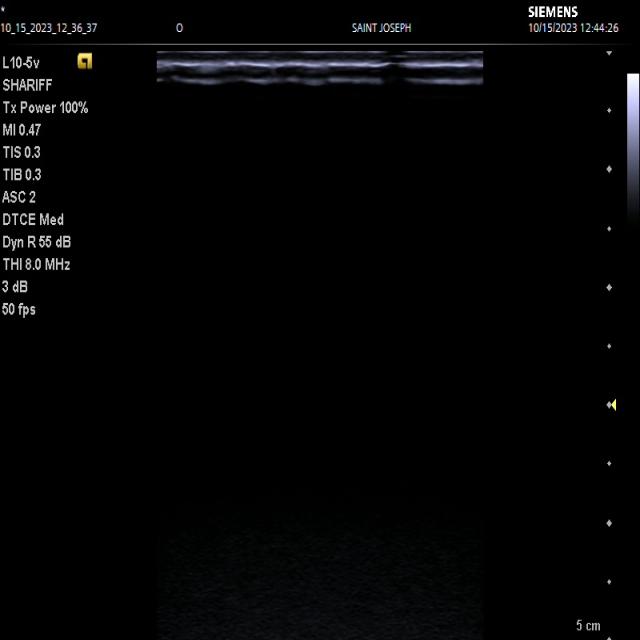 *
SIEMENS
10_15_2023_12_36_37 O SAINT JOSEPH 10/15/2023 12:44:26
L10-5v
SHARIFF
Tx Power 100%
MI 0.47
TIS 0.3
TIB 0.3
ASC 2
DTCE Med
Dyn R 55 dB
THI 8.0 MHz
3 dB
50 fps
5 cm